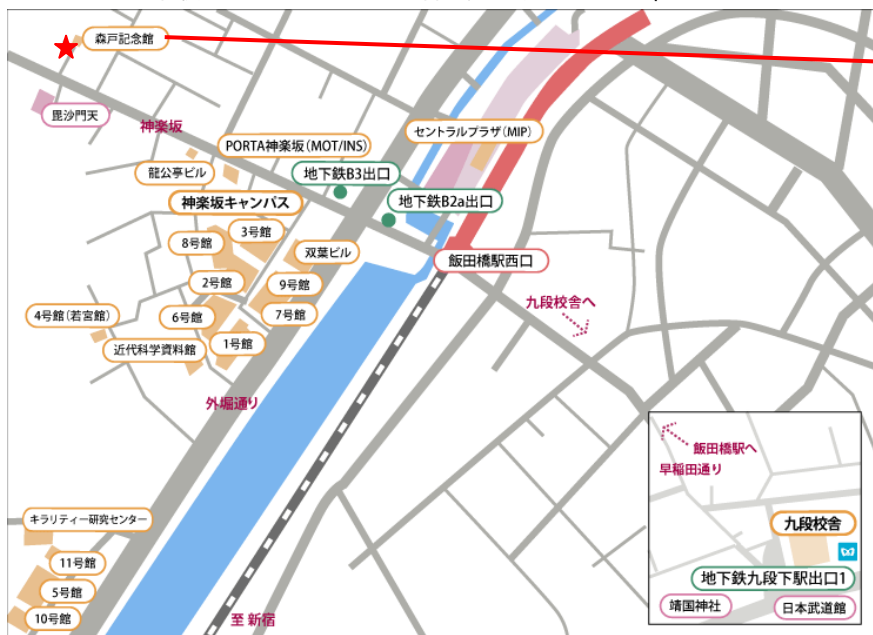 森戸記念館
毘沙門天
神楽坂
PORTA神楽坂(MOT/INS)
セントラルプラザ(MIP)
龍公亭ビル
地下鉄B3出口
神楽坂キャンパス
地下鉄B2a出口
3号館
8号館
双葉ビル
飯田橋駅西口
2号館
9号館
九段校舎へ
4号館(若宮館)
6号館
7号館
近代科学資料館
1号館
外堀通り
飯田橋駅へ
早稲田通り
キラリティー研究センター
九段校舎
11号館
地下鉄九段下駅出口1
5号館
靖国神社
日本武道館
10号館
至 新宿